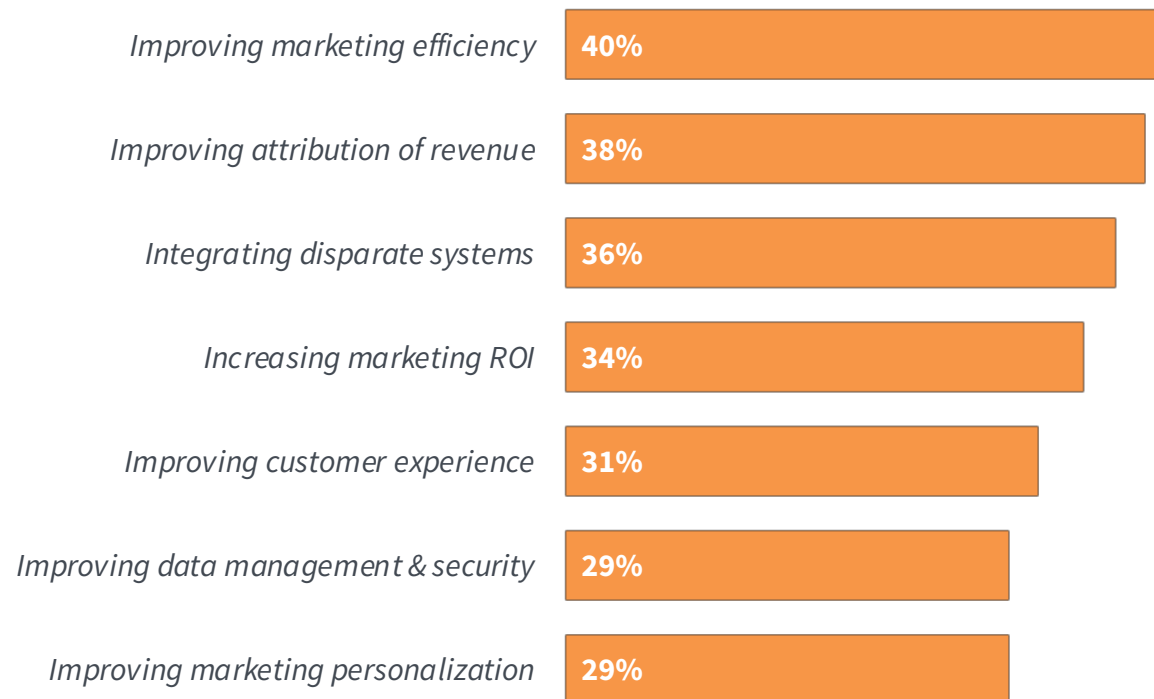 Improving marketing efficiency 40%
Improving attribution of revenue 38%
Integrating disparate systems 36%
Increasing marketing ROI 34%
Improving customer experience 31%
Improving data management & security 29%
Improving marketing personalization 29%